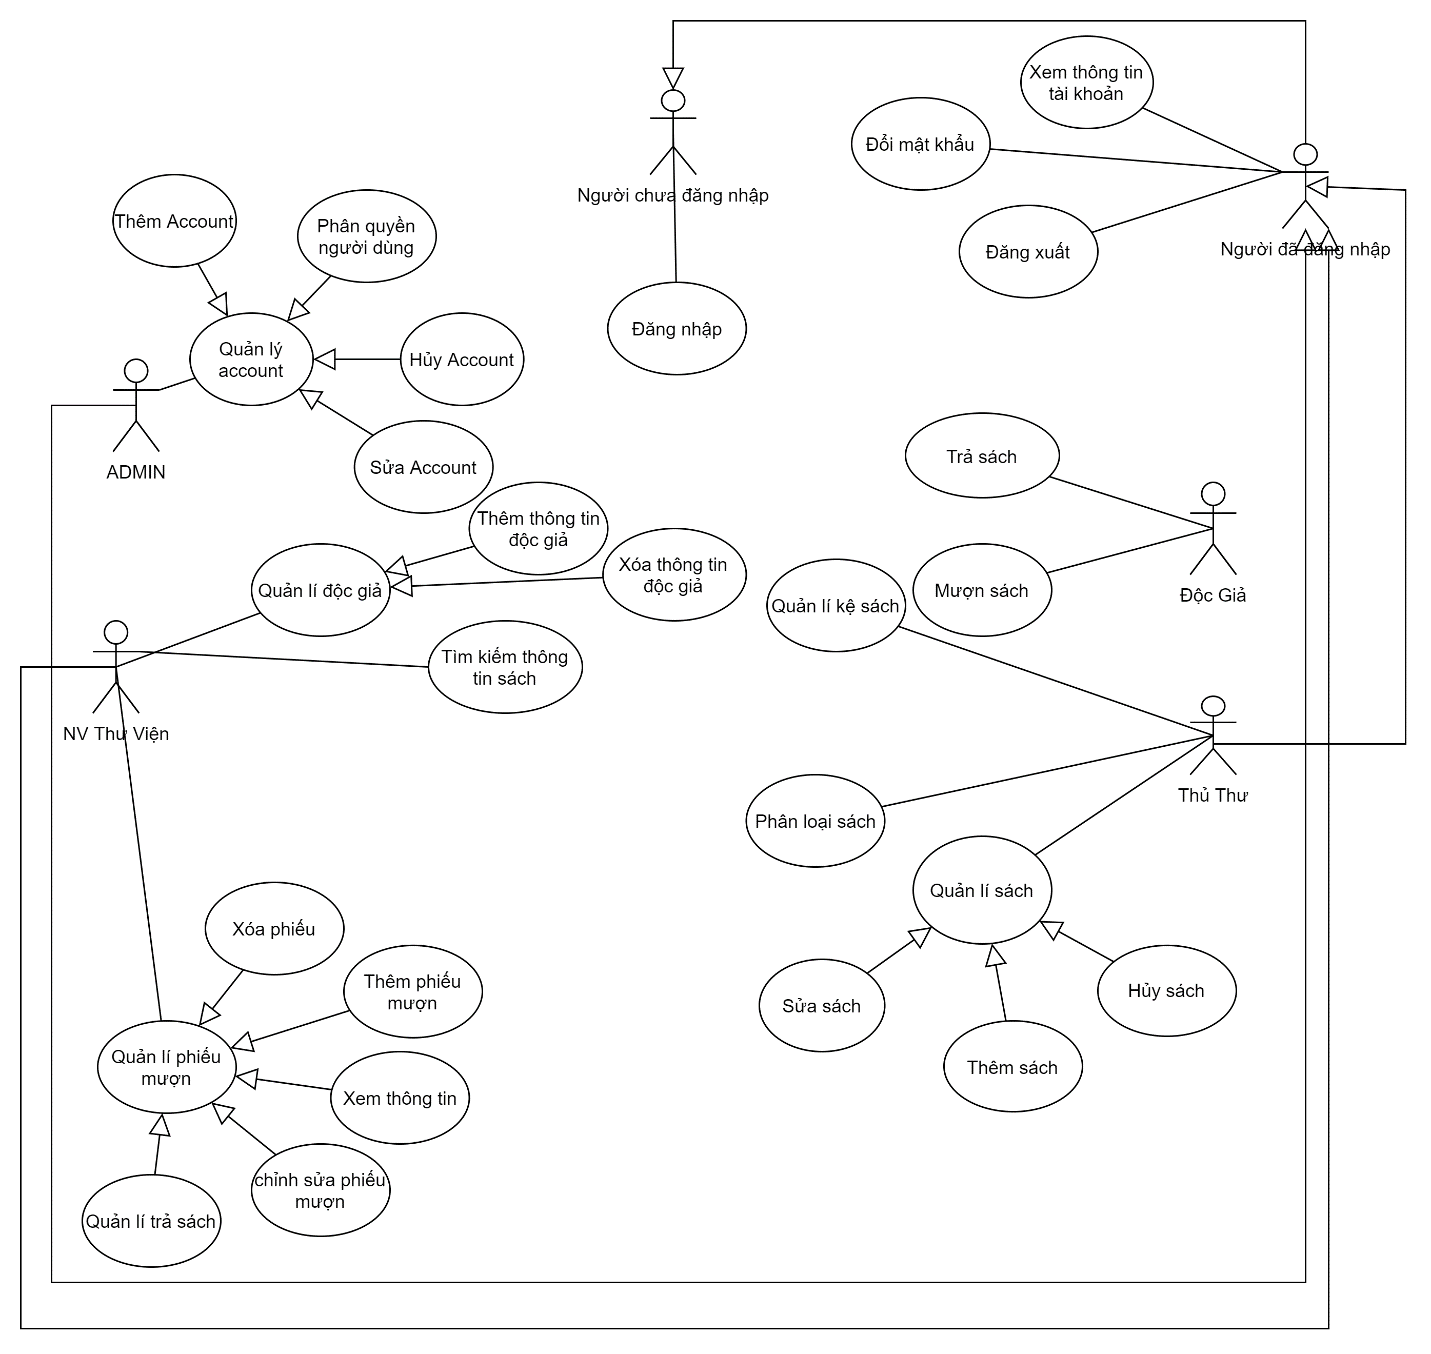 Xem thông tin
tài khoản
Đổi mật khẩu
Người chưa đăng nhập
Thêm Account
Phân quyền
người dùng
Đăng xuất
Người đã đăng nhập
Đăng nhập
Quản lý
account
Hủy Account
ADMIN
Sửa Account
Trả sách
Thêm thông tin
độc giả
Xóa thông tin
độc giả
Quản lí độc giả
Quản lí kệ sách
Mượn sách
Độc Giả
Tìm kiếm thông
tin sách
NV Thư Viện
Thủ Thư
Phân loại sách
Quản lí sách
Xóa phiếu
Thêm phiếu
mượn
Sửa sách
Hủy sách
Quản lí phiếu
mượn
Thêm sách
Xem thông tin
chỉnh sửa phiếu
mượn
Quản lí trả sách